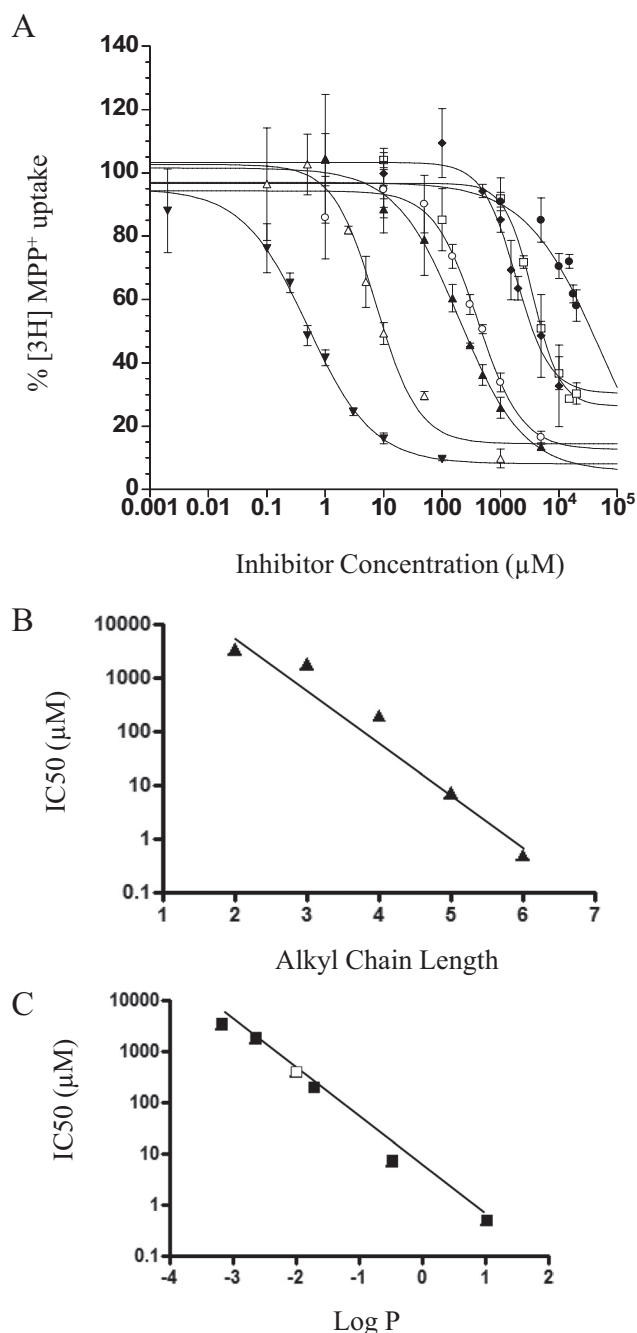 A
% [3H] MPP⁺ uptake
140
120
100
80
60
40
20
0
0.001 0.01 0.1 1 10 100 1000 10⁴ 10⁵
Inhibitor Concentration (µM)
B
IC50 (µM)
10000
1000
100
10
1
0.1
1 2 3 4 5 6 7
Alkyl Chain Length
C
IC50 (µM)
10000
1000
100
10
1
0.1
-4 -3 -2 -1 0 1 2
Log P